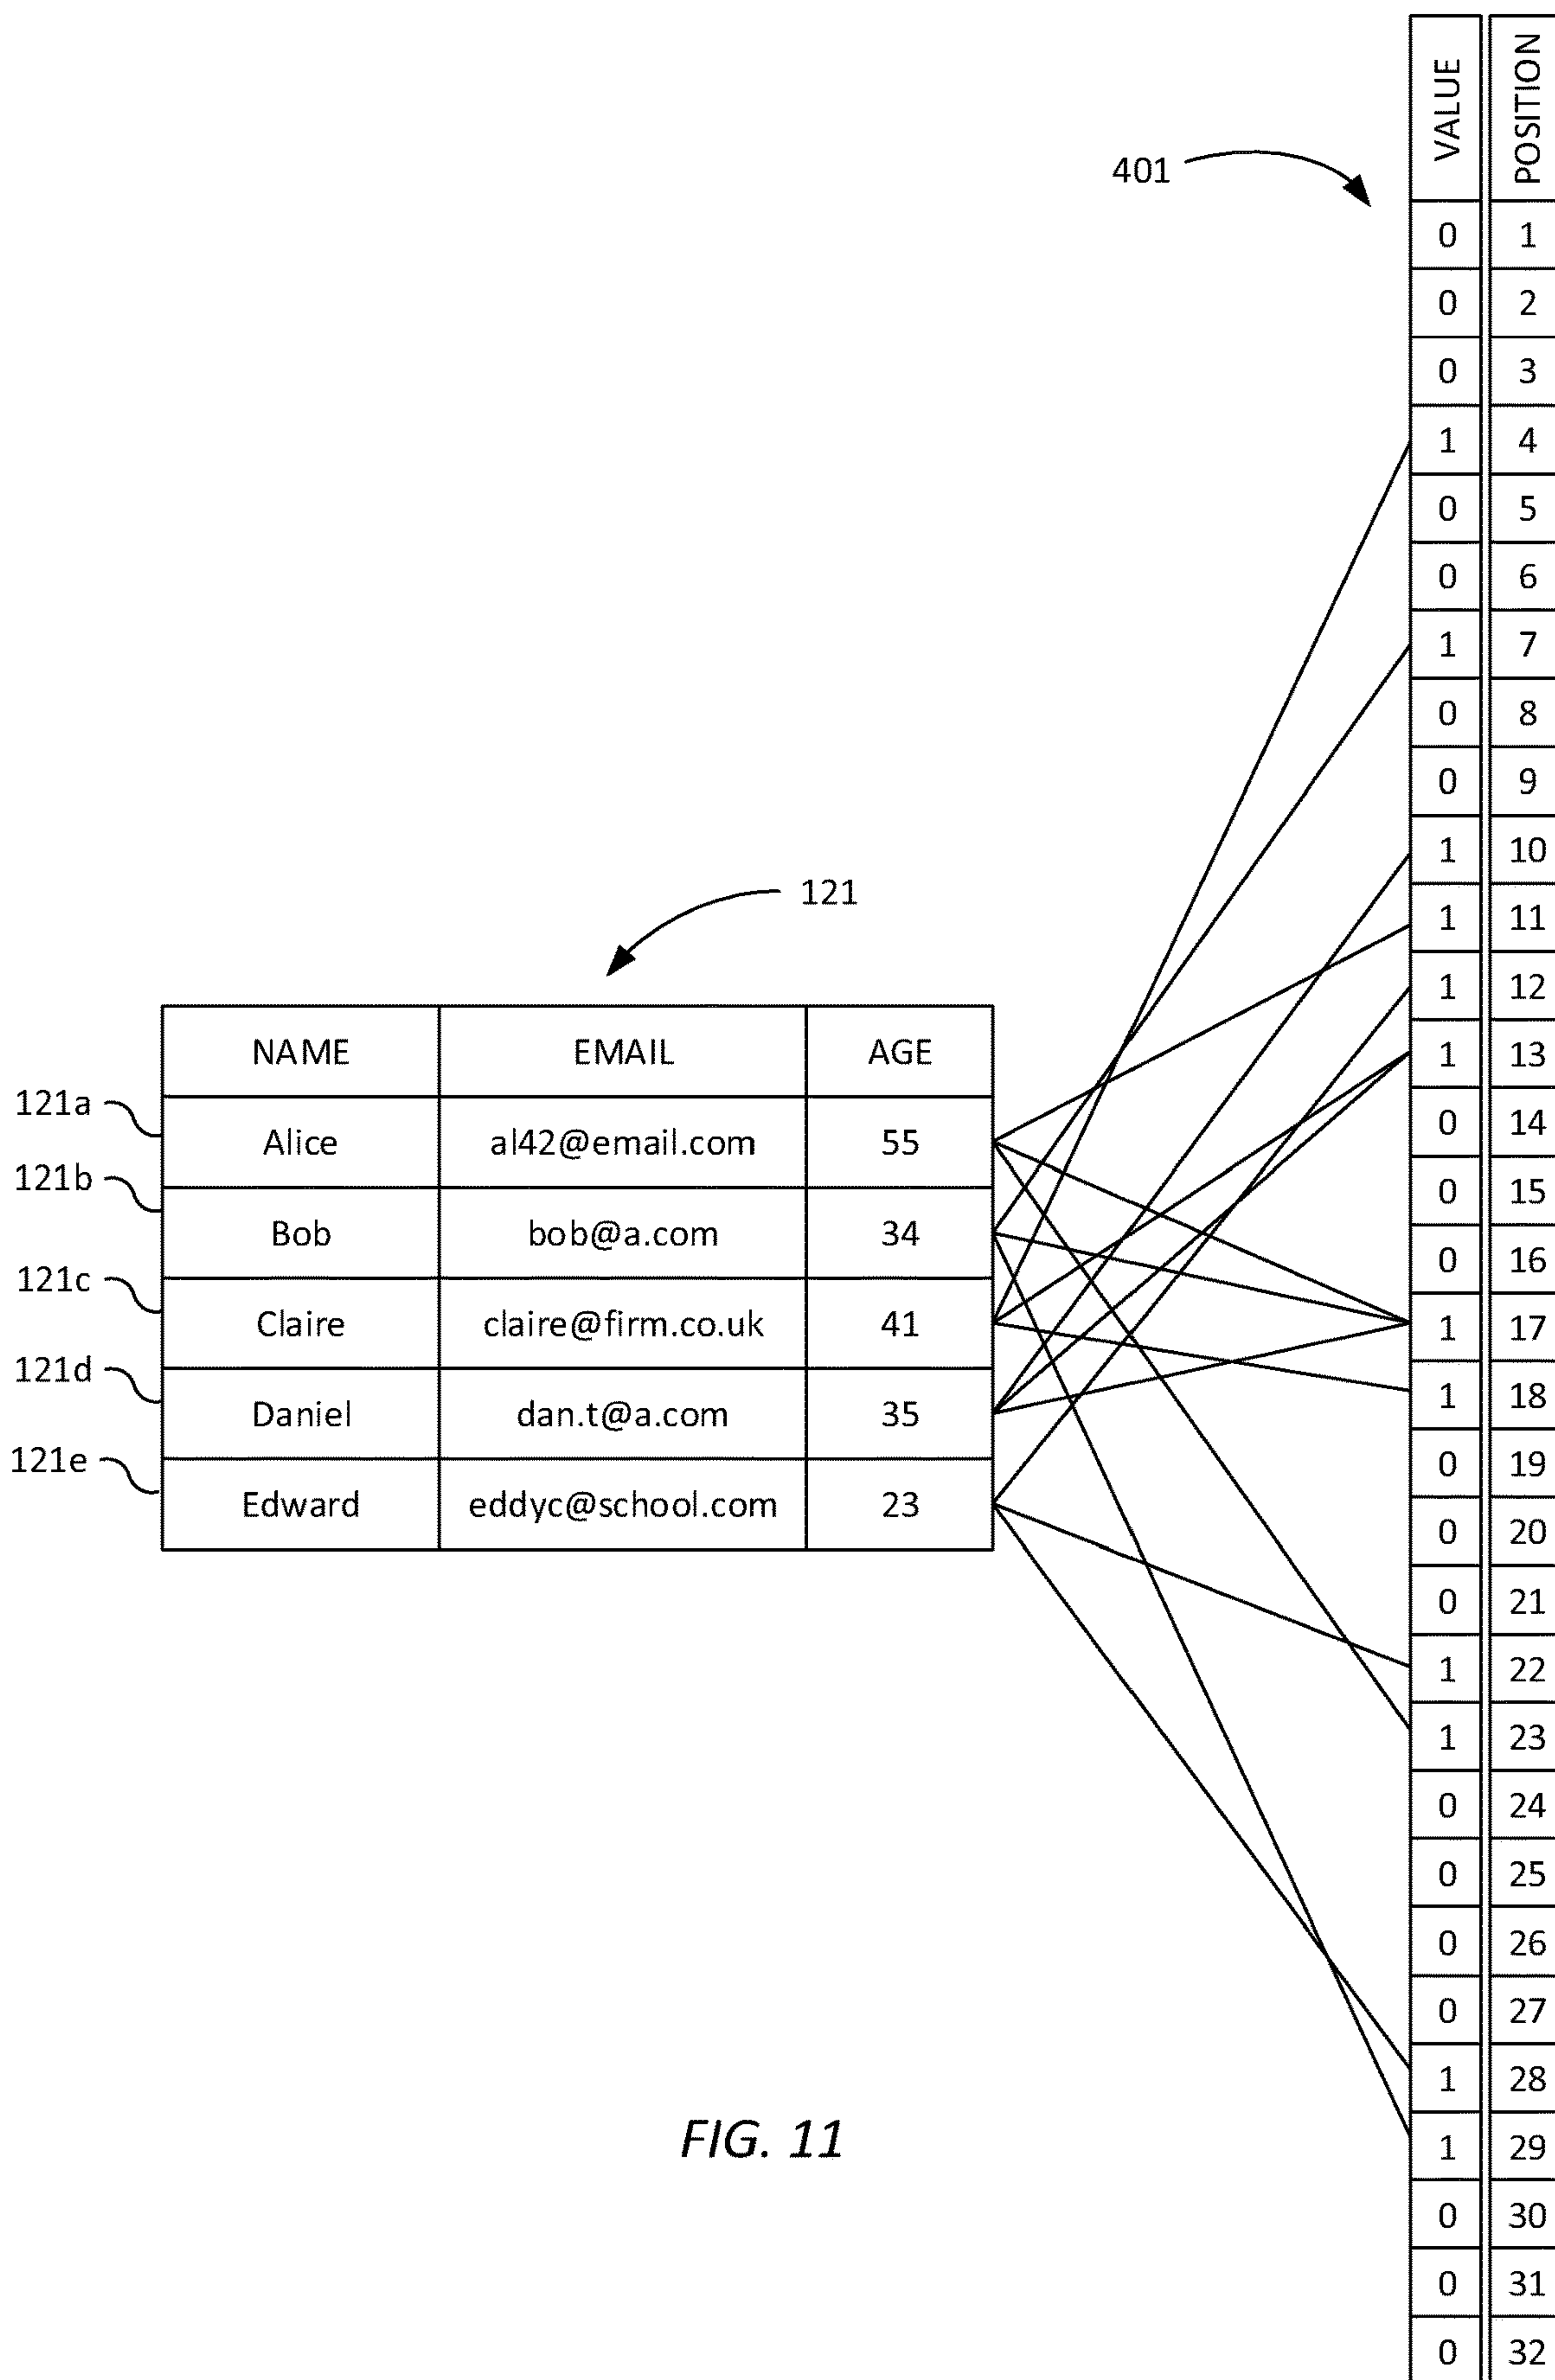 VALUE POSITION
401
0 1
0 2
0 3
1 4
0 5
0 6
1 7
0 8
0 9
1 10
121
1 11
1 12
NAME EMAIL AGE
1 13
121a
Alice al42@email.com 55
0 14
121b
0 15
Bob bob@a.com 34
0 16
121c
Claire claire@firm.co.uk 41
1 17
121d
1 18
Daniel dan.t@a.com 35
121e
0 19
Edward eddyc@school.com 23
0 20
0 21
1 22
1 23
0 24
0 25
0 26
0 27
1 28
FIG. 11
1 29
0 30
0 31
0 32